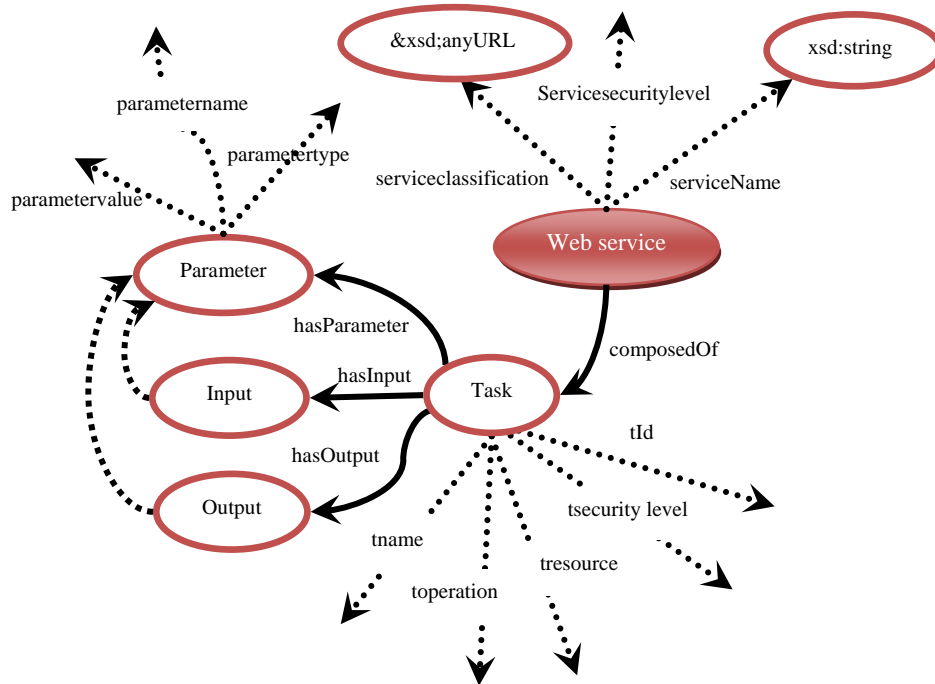 &xsd;anyURL
xsd:string
parametername
Servicesecuritylevel
parametertype
serviceclassification
serviceName
parametervalue
Web service
Parameter
hasParameter
composedOf
hasInput
Input
Task
hasOutput
tId
Output
tsecurity level
tname
tresource
toperation